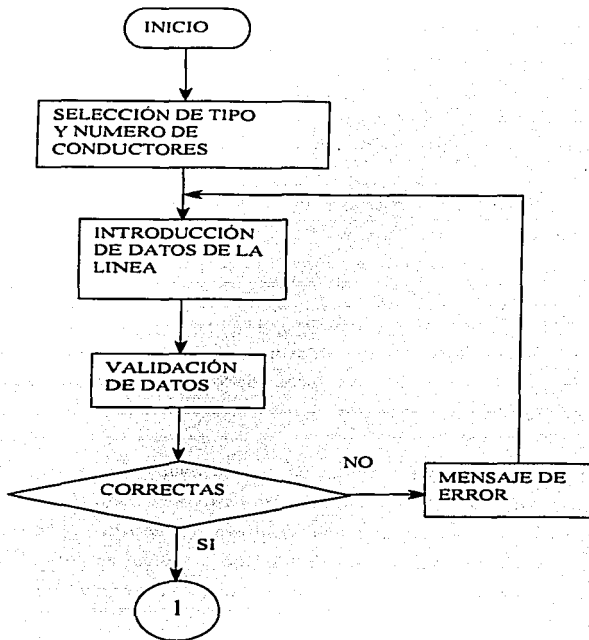 INICIO
SELECCIÓN DE TIPO
Y NUMERO DE
CONDUCTORES
INTRODUCCIÓN
DE DATOS DE LA
LINEA
VALIDACIÓN
DE DATOS
CORRECTAS
NO
MENSAJE DE
ERROR
SI
1